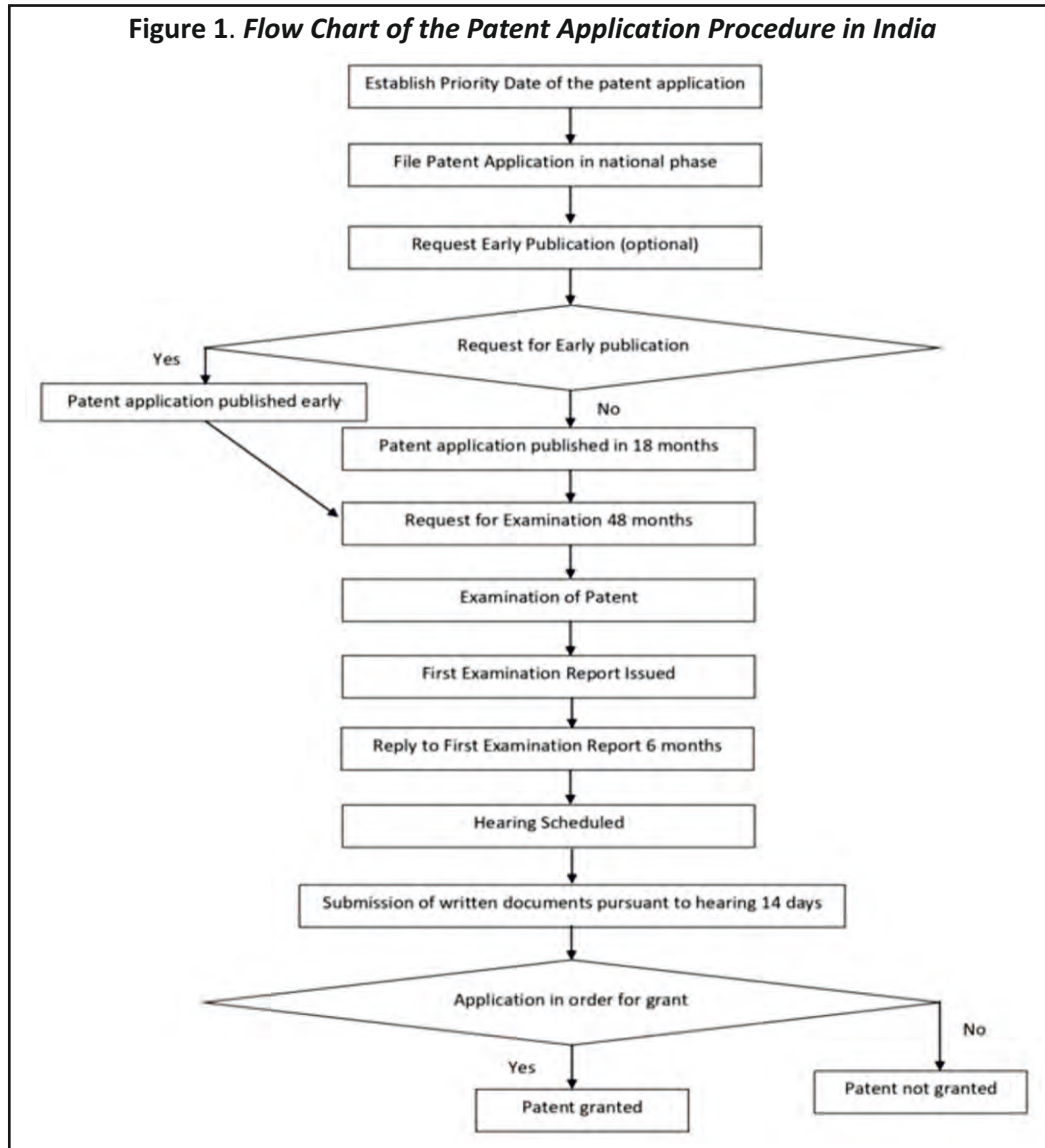 Figure 1. Flow Chart of the Patent Application Procedure in India
Establish Priority Date of the patent application
File Patent Application in national phase
Request Early Publication (optional)
Request for Early publication
Yes
Patent application published early
No
Patent application published in 18 months
Request for Examination 48 months
Examination of Patent
First Examination Report Issued
Reply to First Examination Report 6 months
Hearing Scheduled
Submission of written documents pursuant to hearing 14 days
Application in order for grant
No
Yes
Patent not granted
Patent granted